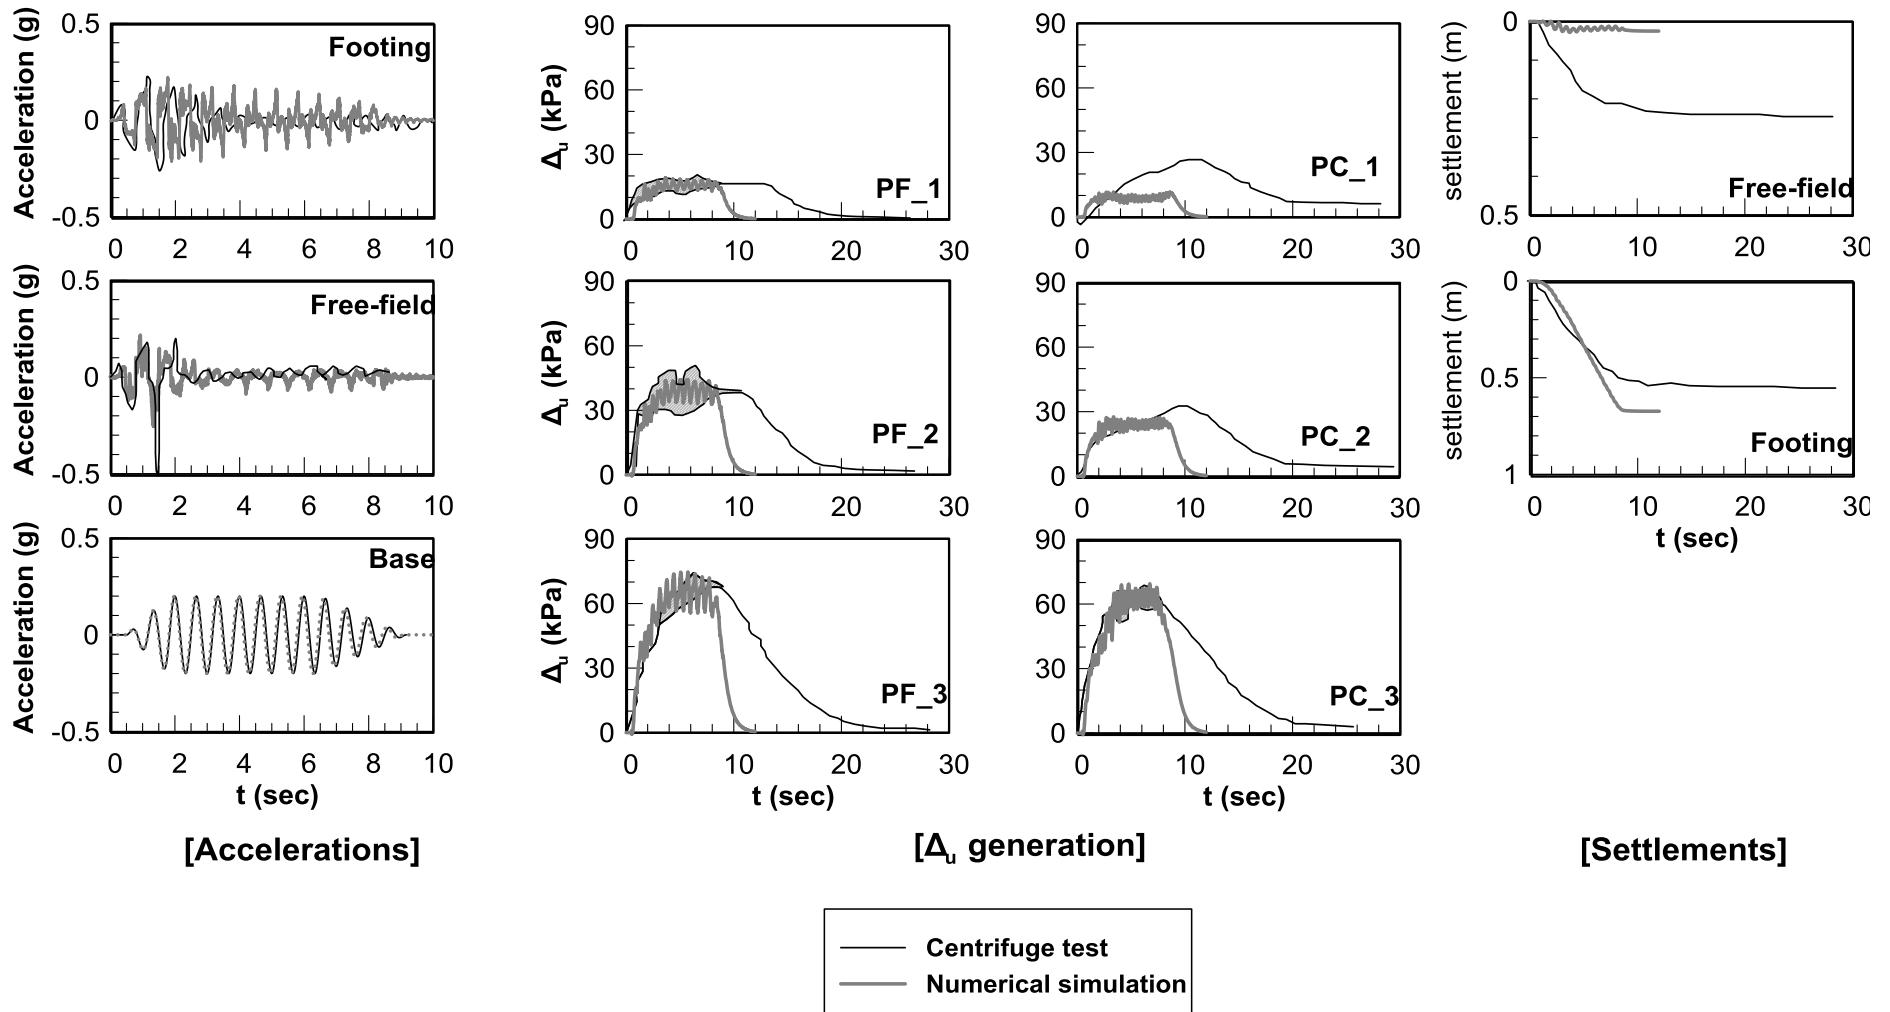 Acceleration (g)
0.5
0
-0.5
Footing
0 2 4 6 8 10
Acceleration (g)
0.5
0
-0.5
Free-field
0 2 4 6 8 10
Acceleration (g)
0.5
0
-0.5
Base
0 2 4 6 8 10
t (sec)
[Accelerations]
Δu (kPa)
90
60
30
0
PF_1
0 10 20 30
90
60
30
0
PC_1
0 10 20 30
Δu (kPa)
90
60
30
0
PF_2
0 10 20 30
90
60
30
0
PC_2
0 10 20 30
Δu (kPa)
90
60
30
0
PF_3
0 10 20 30
t (sec)
90
60
30
0
PC_3
0 10 20 30
t (sec)
[Δu generation]
settlement (m)
0
0.5
Free-field
0 10 20 30
settlement (m)
0
0.5
1
Footing
0 10 20 30
t (sec)
[Settlements]
Centrifuge test
Numerical simulation